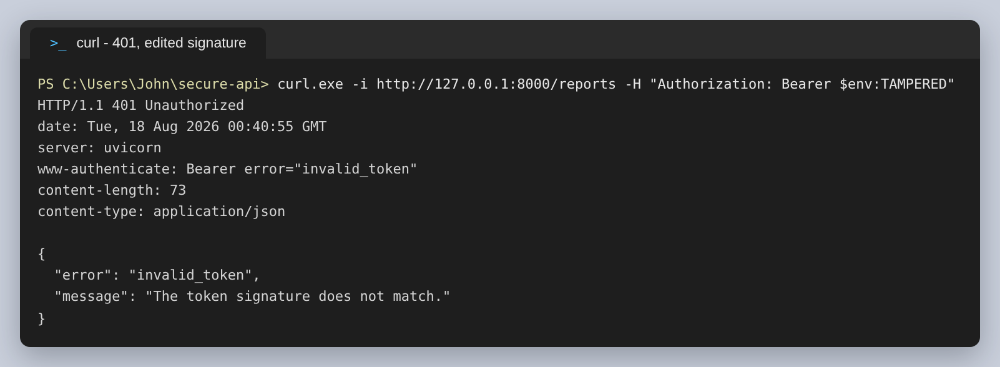 >_ curl - 401, edited signature
PS C:\Users\John\secure-api> curl.exe -i http://127.0.0.1:8000/reports -H "Authorization: Bearer $env:TAMPERED"
HTTP/1.1 401 Unauthorized
date: Tue, 18 Aug 2026 00:40:55 GMT
server: uvicorn
www-authenticate: Bearer error="invalid_token"
content-length: 73
content-type: application/json

{
  "error": "invalid_token",
  "message": "The token signature does not match."
}